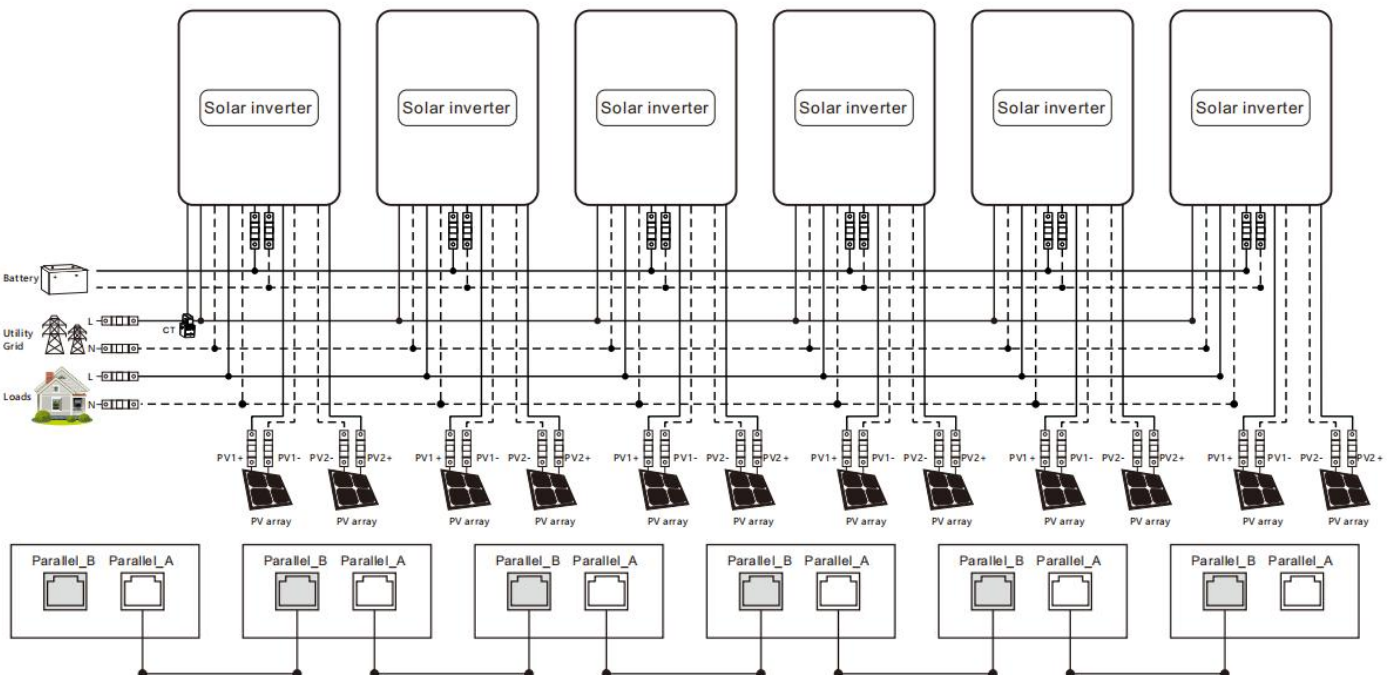 Solar inverter
Solar inverter
Solar inverter
Solar inverter
Solar inverter
Solar inverter
Battery
Utility
Grid
L
N
CT
Loads
L
N
PV1+ PV1- PV2- PV2+ PV1+ PV1- PV2- PV2+ PV1+ PV1- PV2- PV2+ PV1+ PV1- PV2- PV2+ PV1+ PV1- PV2- PV2+ PV1+ PV1- PV2- PV2+
PV array PV array PV array PV array PV array PV array PV array PV array PV array PV array PV array PV array
Parallel_B Parallel_A Parallel_B Parallel_A Parallel_B Parallel_A Parallel_B Parallel_A Parallel_B Parallel_A Parallel_B Parallel_A